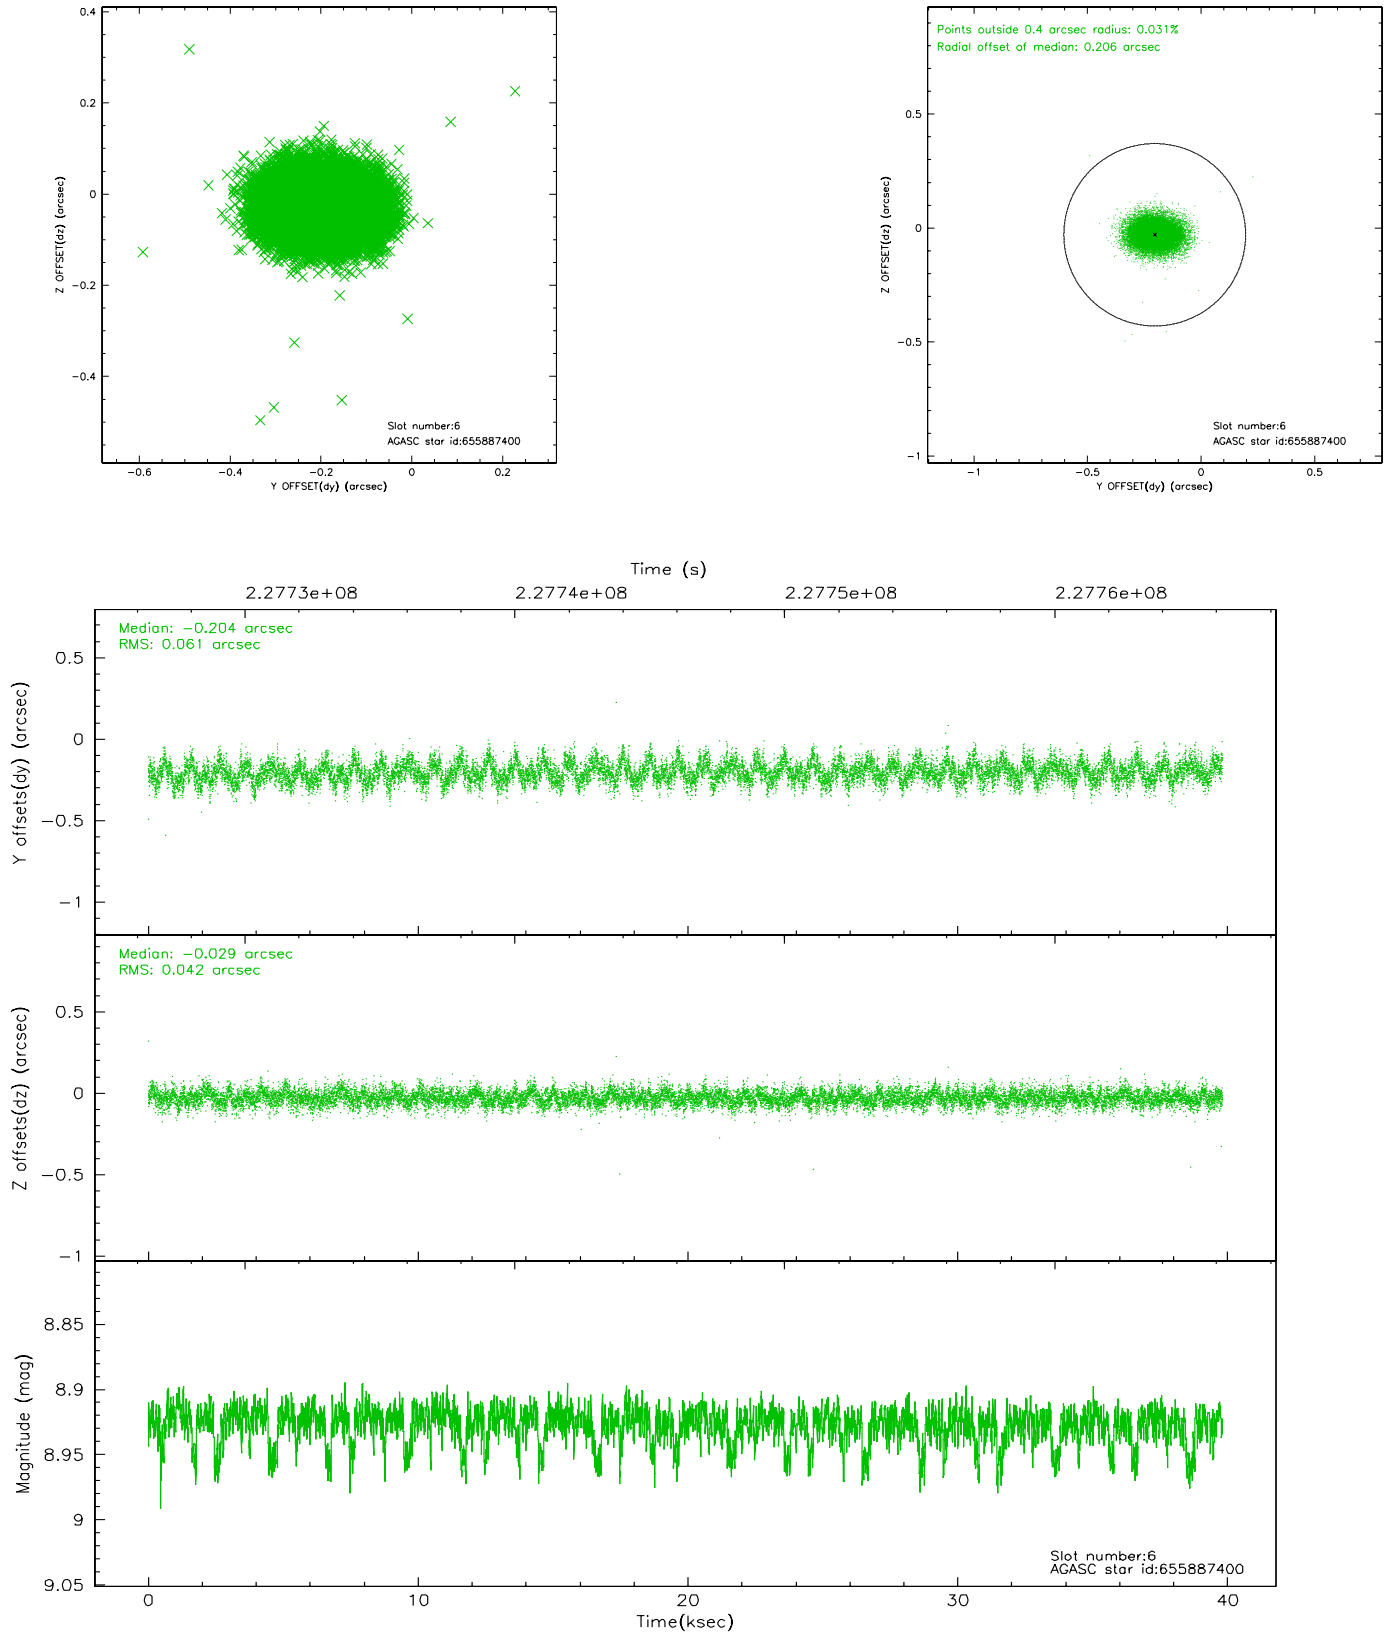 0.4
0.2
0
−0.2
−0.4
Z OFFSET(dz) (arcsec)
Slot number:6
AGASC star id:655887400
−0.6 −0.4 −0.2 0 0.2
Y OFFSET(dy) (arcsec)
Points outside 0.4 arcsec radius: 0.031%
Radial offset of median: 0.206 arcsec
0.5
0
−0.5
−1
Z OFFSET(dz) (arcsec)
Slot number:6
AGASC star id:655887400
−1 −0.5 0 0.5
Y OFFSET(dy) (arcsec)
Time (s)
2.2773e+08 2.2774e+08 2.2775e+08 2.2776e+08
Median: −0.204 arcsec
RMS: 0.061 arcsec
0.5
0
−0.5
−1
Y offsets(dy) (arcsec)
Median: −0.029 arcsec
RMS: 0.042 arcsec
0.5
0
−0.5
−1
Z offsets(dz) (arcsec)
8.85
8.9
8.95
9
9.05
Magnitude (mag)
Slot number:6
AGASC star id:655887400
0 10 20 30 40
Time(ksec)